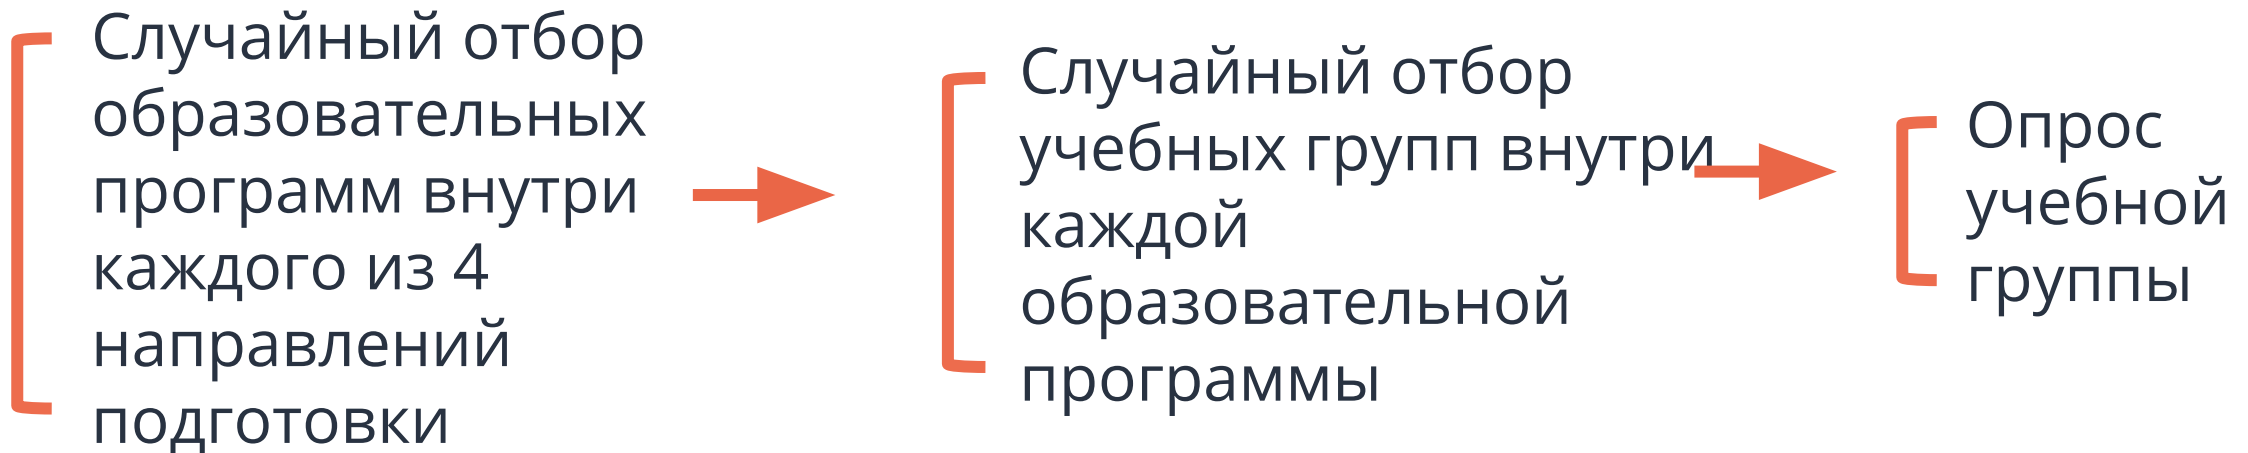 Случайный отбор
образовательных
программ внутри
каждого из 4
направлений
подготовки
Случайный отбор
учебных групп внутри
каждой
образовательной
программы
Опрос
учебной
группы